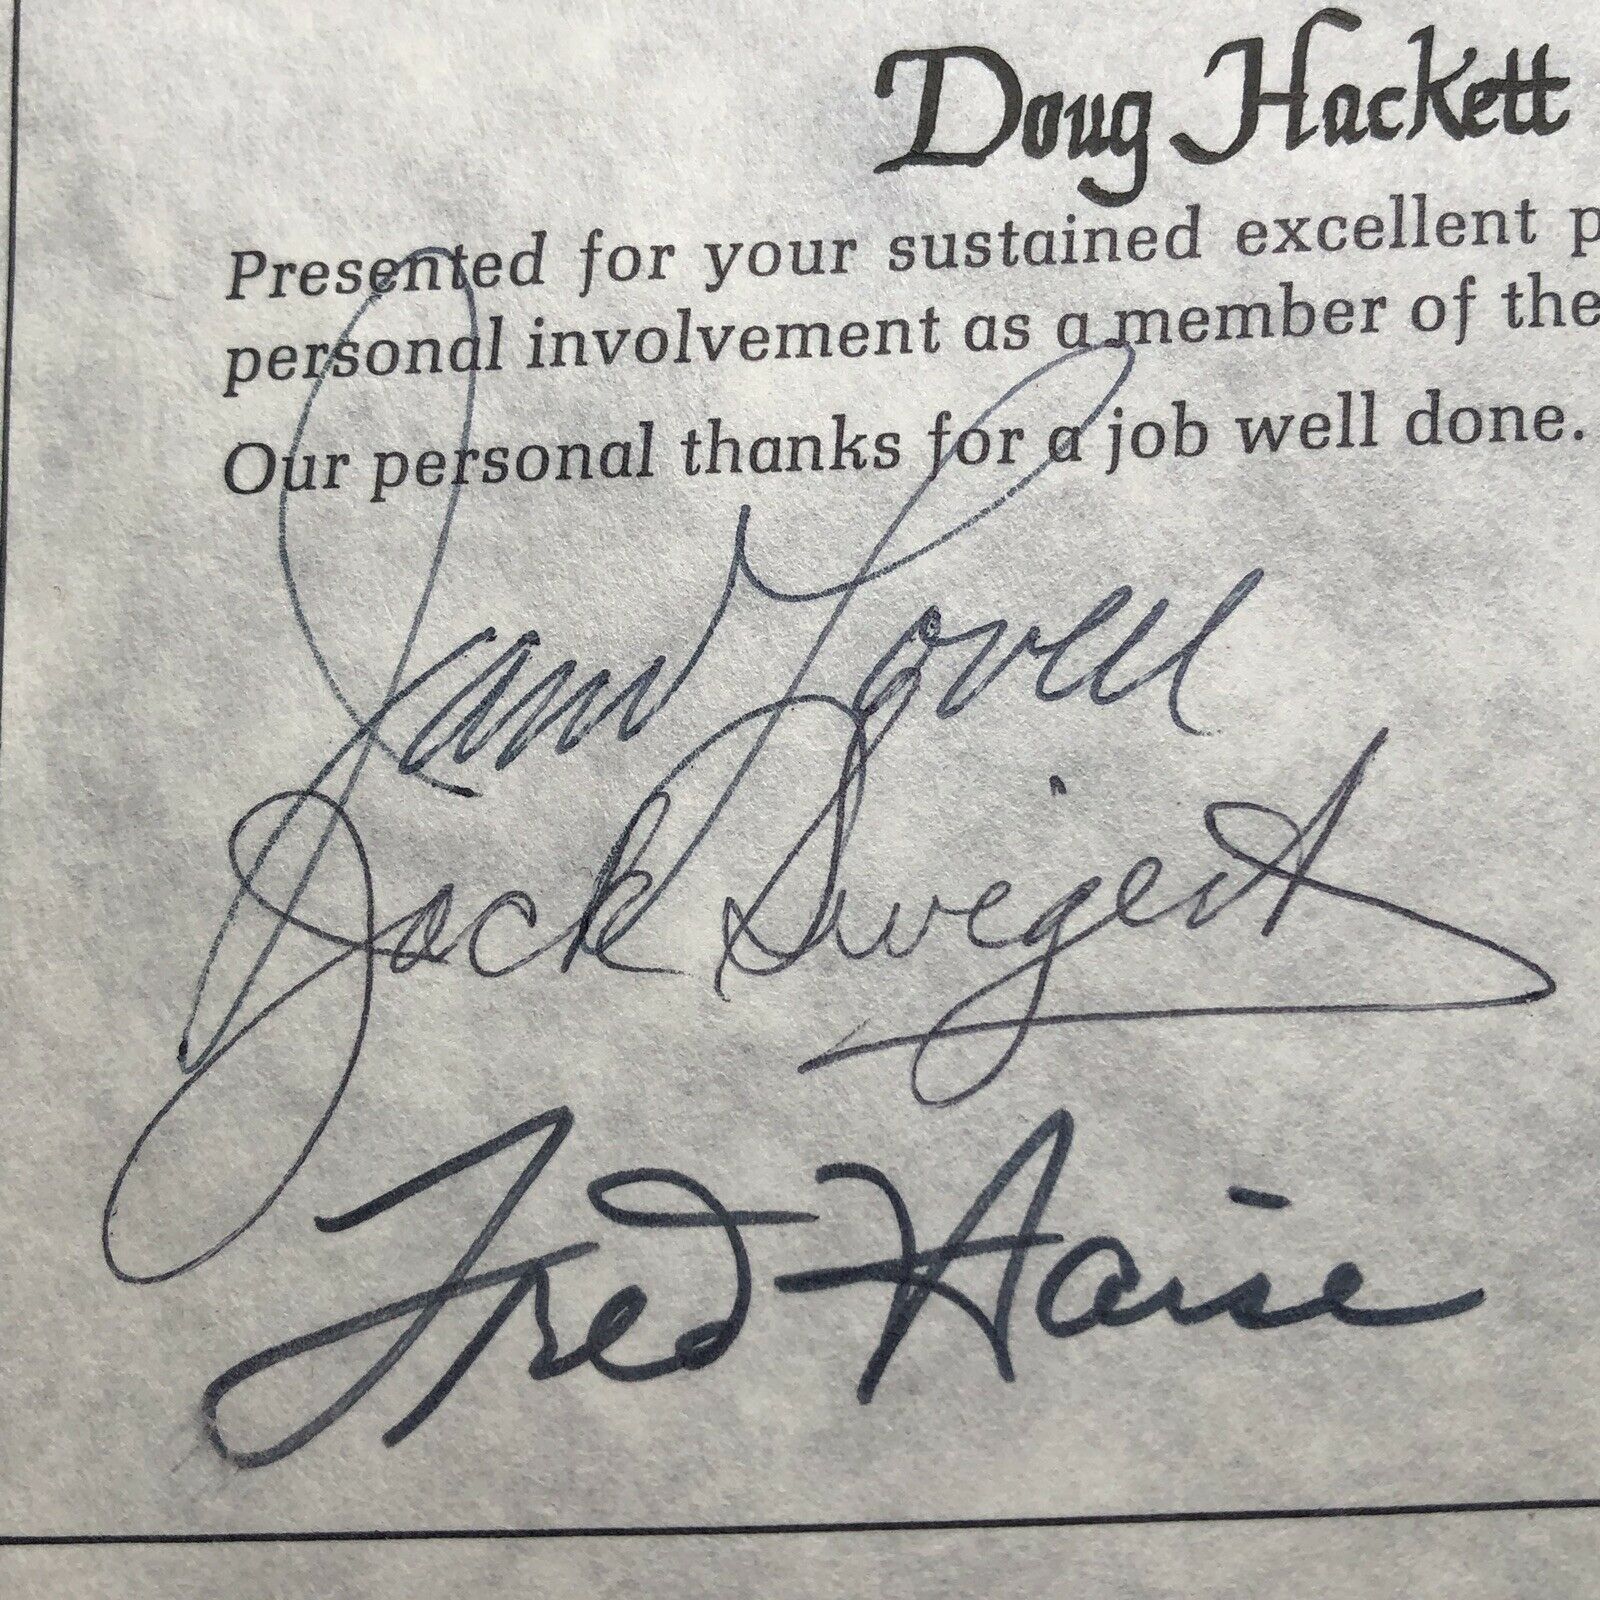 Doug Hackett
Presented for your sustained excellent p
personal involvement as a member of the
Our personal thanks for a job well done.
James Lovell
Jack Swigert
Fred Haise